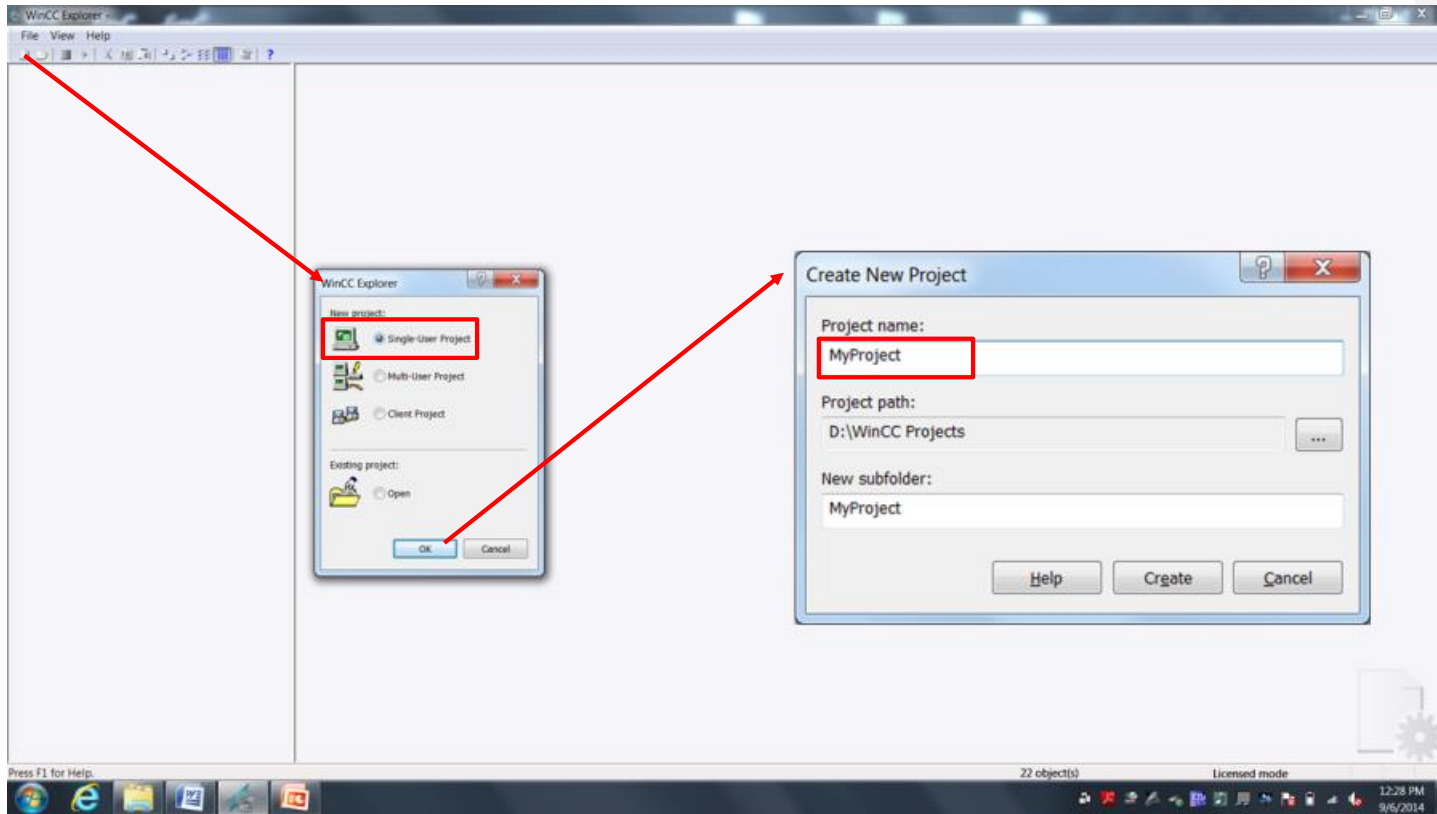 WinCC Explorer -
File View Help
?
WinCC Explorer
New project:
Single-User Project
Multi-User Project
Client Project
Existing project:
Open
OK Cancel
Create New Project
Project name:
MyProject
Project path:
D:\WinCC Projects
...
New subfolder:
MyProject
Help Create Cancel
Press F1 for Help.
22 object(s)
Licensed mode
12:28 PM
9/6/2014